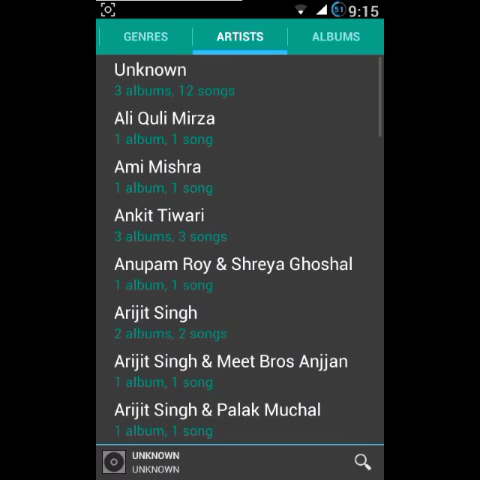 51 9:15
GENRES ARTISTS ALBUMS
Unknown
3 albums, 12 songs
Ali Quli Mirza
1 album, 1 song
Ami Mishra
1 album, 1 song
Ankit Tiwari
3 albums, 3 songs
Anupam Roy & Shreya Ghoshal
1 album, 1 song
Arijit Singh
2 albums, 2 songs
Arijit Singh & Meet Bros Anjjan
1 album, 1 song
Arijit Singh & Palak Muchal
1 album, 1 song
UNKNOWN
UNKNOWN